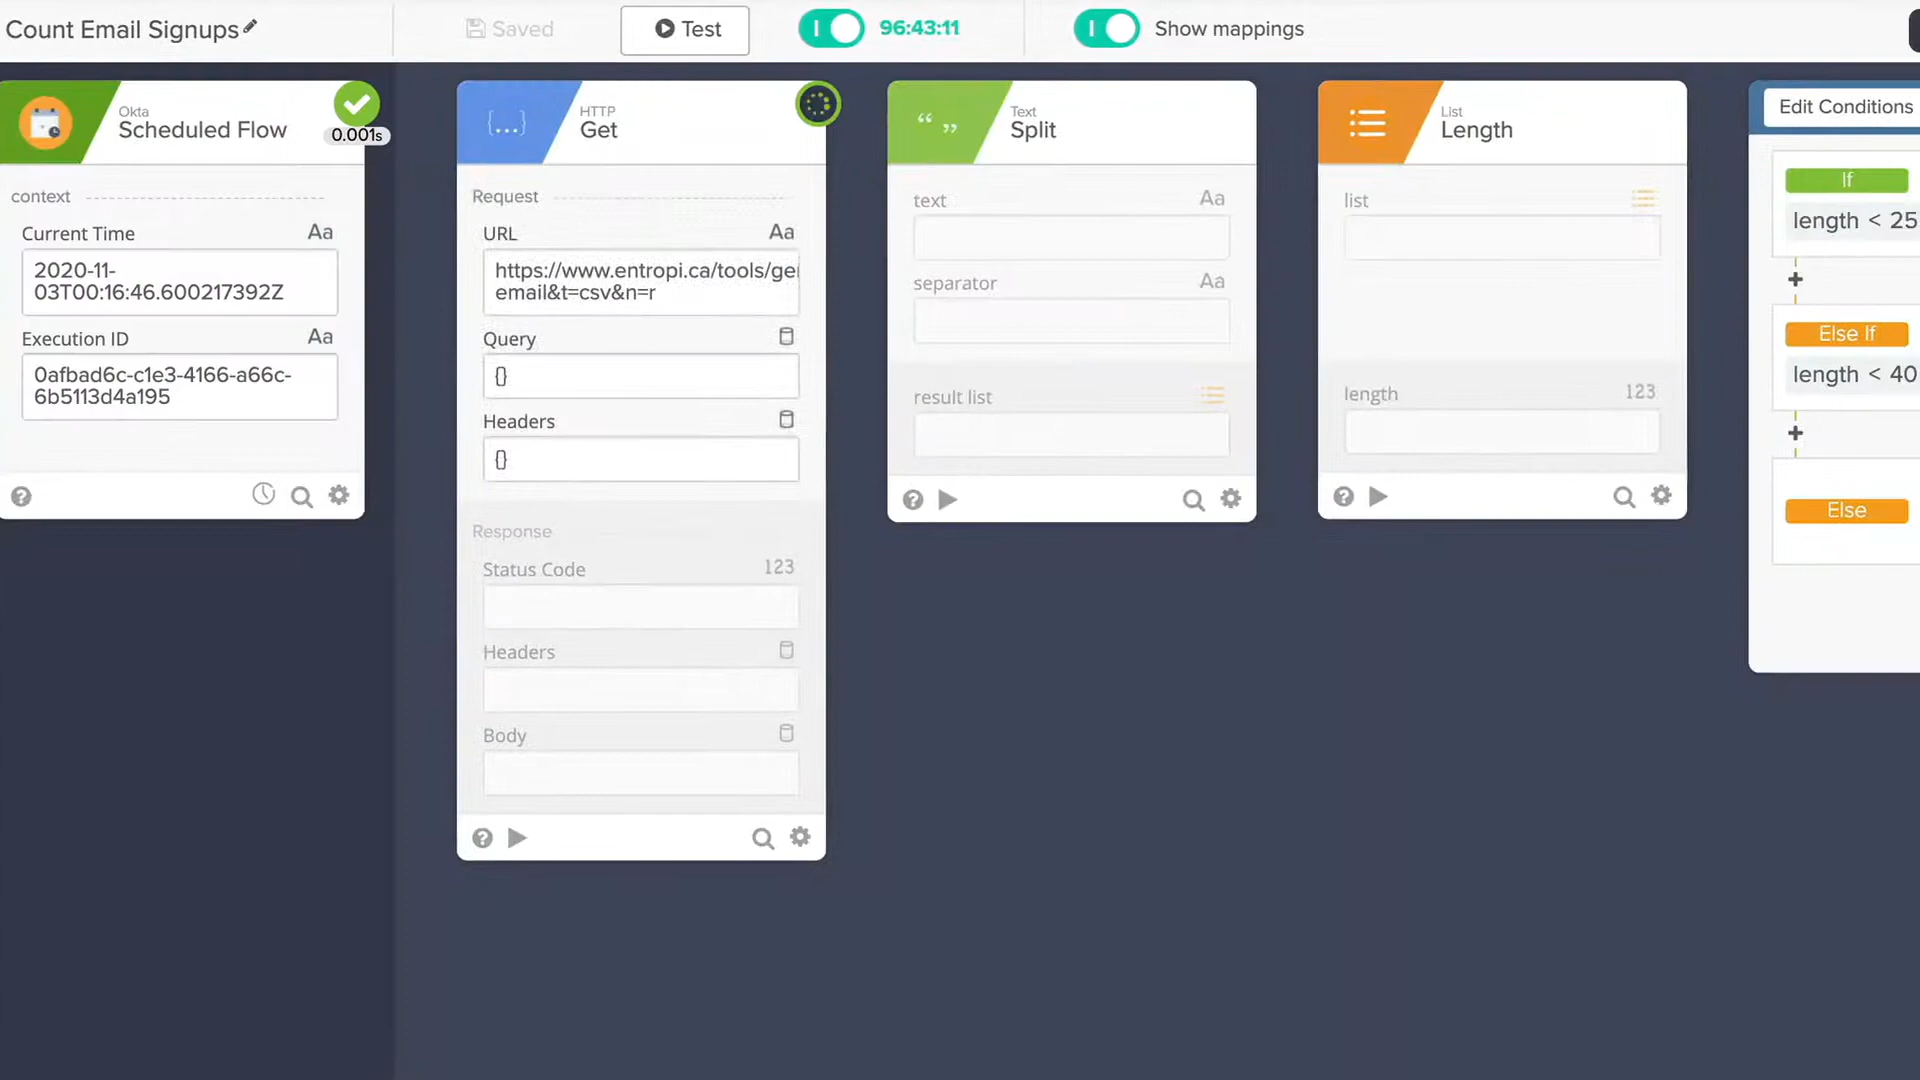 Count Email Signups
Saved
Test
96:43:11
Show mappings
Okta
Scheduled Flow
0.001s
context
Current Time
Aa
2020-11-
03T00:16:46.600217392Z
Execution ID
Aa
0afbad6c-c1e3-4166-a66c-
6b5113d4a195
HTTP
Get
{...}
Request
URL
Aa
https://www.entropi.ca/tools/ge
email&t=csv&n=r
Query
{}
Headers
{}
Response
Status Code
123
Headers
Body
Text
Split
text
Aa
separator
Aa
result list
List
Length
list
length
123
Edit Conditions
If
length < 25
Else If
length < 40
Else